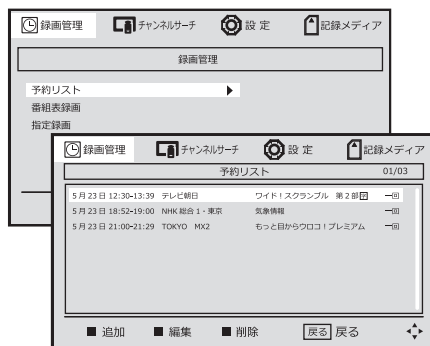 録画管理 チャンネルサーチ 設 定 記録メディア
録画管理
予約リスト
番組表録画
指定録画
録画管理 チャンネルサーチ 設 定 記録メディア
予約リスト 01/03
5月23日 12:30-13:39 テレビ朝日 ワイド！スクランブル 第2部字 一回
5月23日 18:52-19:00 NHK 総合 1・東京 気象情報 一回
5月23日 21:00-21:29 TOKYO MX2 もっと目からウロコ！プレミアム 一回
追加 編集 削除 戻る 戻る